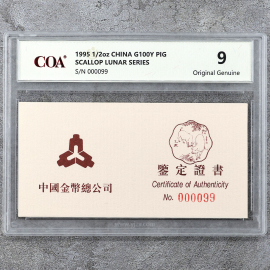 COA
1995 1/2oz CHINA G100Y PIG
SCALLOP LUNAR SERIES
S/N 000099
9
Original Genuine
中國金幣總公司
鑒定證書
Certificate of Authenticity
No. 000099